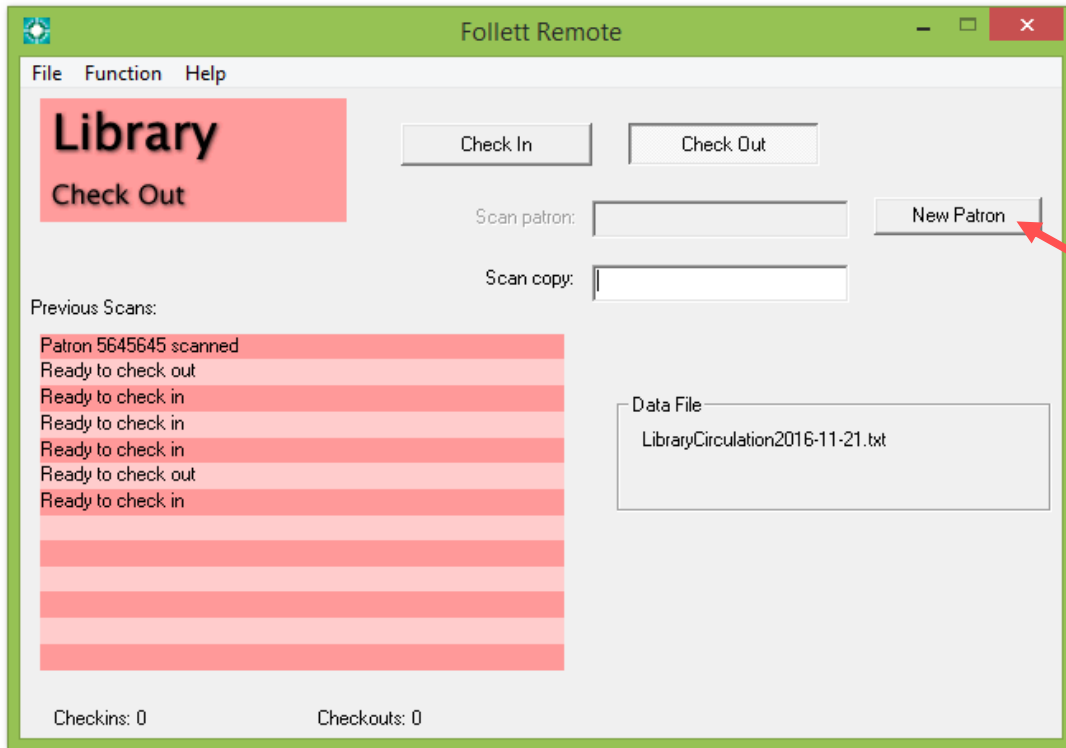 Follett Remote
File Function Help
Library
Check Out
Check In
Check Out
Scan patron:
New Patron
Scan copy:
Previous Scans:
Patron 5645645 scanned
Ready to check out
Ready to check in
Ready to check in
Ready to check in
Ready to check out
Ready to check in
Data File
LibraryCirculation2016-11-21.txt
Checkins: 0 Checkouts: 0